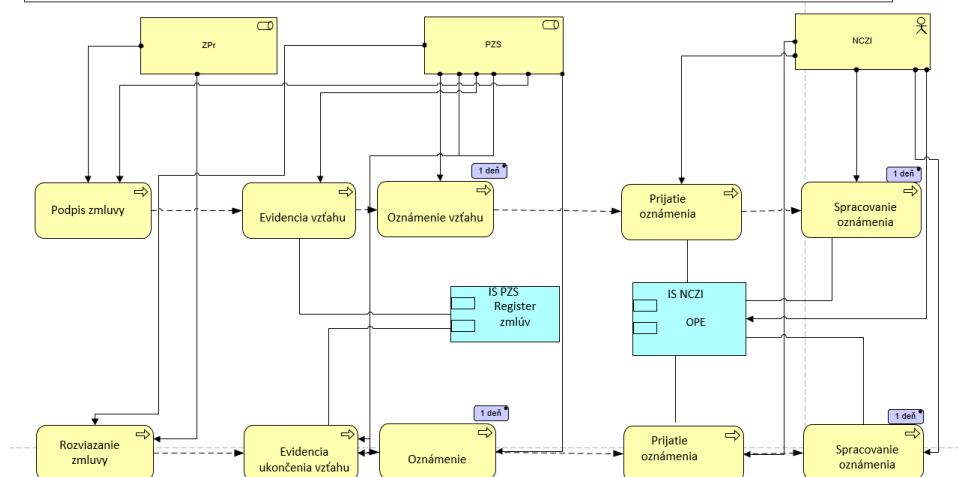 ZPr
PZS
NCZI
1 deň
1 deň
Podpis zmluvy
Evidencia vzťahu
Oznámenie vzťahu
Prijatie
oznámenia
Spracovanie
oznámenia
IS PZS
Register
zmlúv
IS NCZI
OPE
1 deň
1 deň
Rozviazanie
zmluvy
Evidencia
ukončenia vzťahu
Oznámenie
Prijatie
oznámenia
Spracovanie
oznámenia